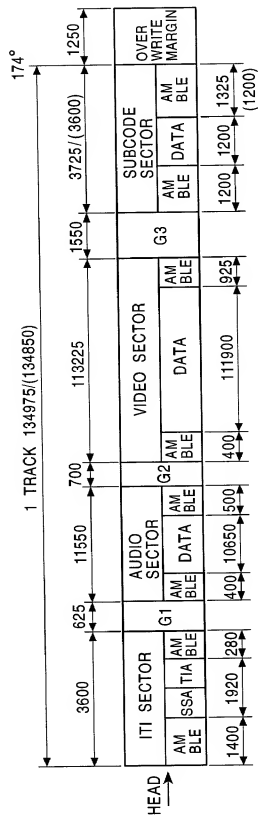 174°
1 TRACK 134975/(134850)
3600
625
11550
700
113225
1550
3725/(3600)
1250
HEAD
ITI SECTOR
AM
BLE
SSA
TIA
AM
BLE
G1
AUDIO
SECTOR
AM
BLE
DATA
AM
BLE
G2
VIDEO SECTOR
AM
BLE
DATA
AM
BLE
G3
SUBCODE
SECTOR
AM
BLE
DATA
AM
BLE
OVER
WRITE
MARGIN
1400
1920
280
400
10650
500
400
111900
925
1200
1200
1325
(1200)